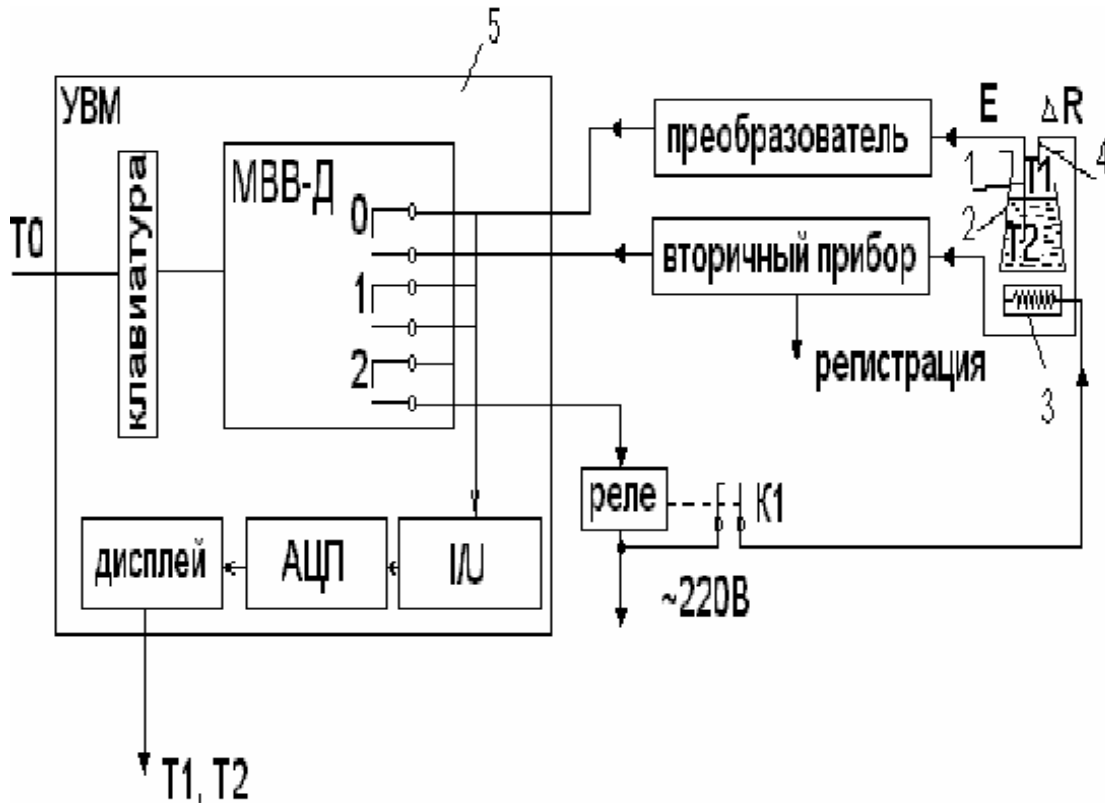 5
УВМ
клавиатура
Т0
МВВ-Д
0
1
2
преобразователь
вторичный прибор
регистрация
E
ΔR
1
2
4
Т1
Т2
3
реле
К1
~220В
дисплей
АЦП
I/U
Т1, Т2